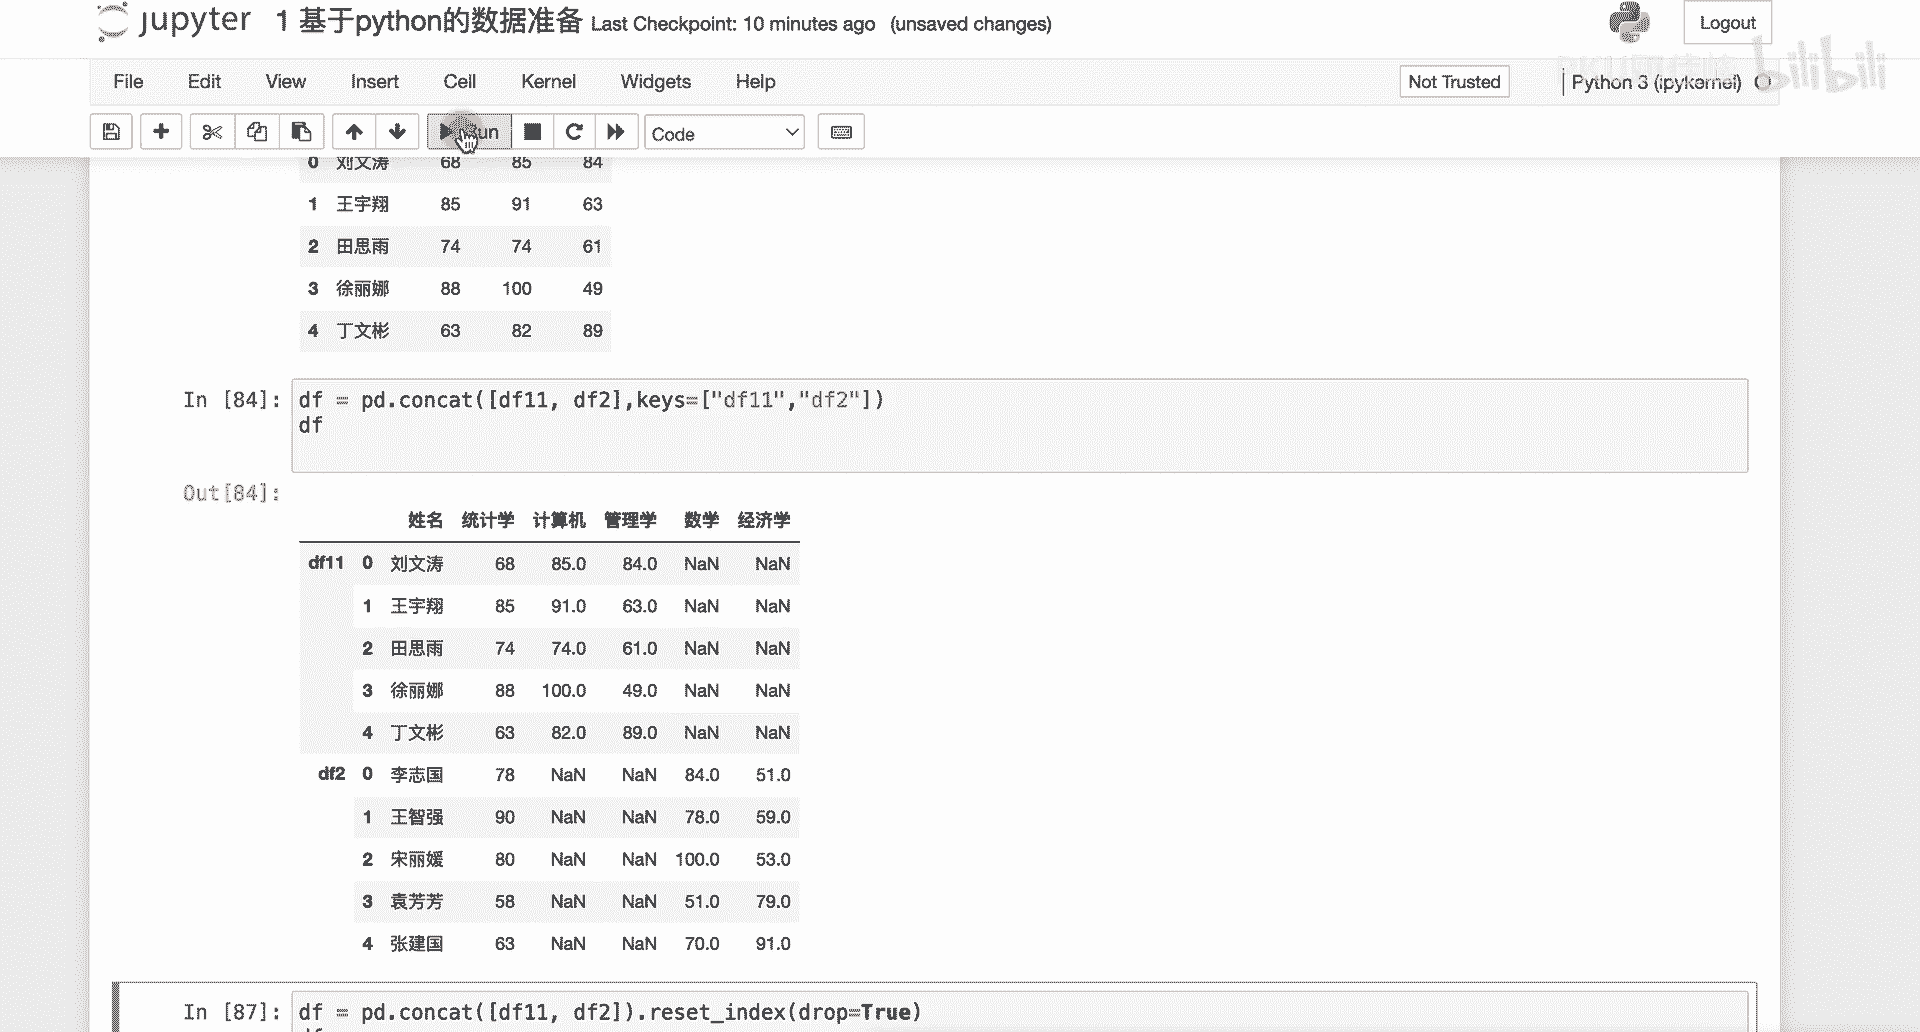 jupyter 1 基于python的数据准备 Last Checkpoint: 10 minutes ago (unsaved changes)
Logout
bilibili
File Edit View Insert Cell Kernel Widgets Help
Not Trusted
Python 3 (ipykernel)
Run
Code
0 刘文涛 68 85 84
1 王宇翔 85 91 63
2 田思雨 74 74 61
3 徐丽娜 88 100 49
4 丁文彬 63 82 89
In [84]: df = pd.concat([df11, df2],keys=["df11","df2"])
df
Out[84]:
姓名 统计学 计算机 管理学 数学 经济学
df11 0 刘文涛 68 85.0 84.0 NaN NaN
1 王宇翔 85 91.0 63.0 NaN NaN
2 田思雨 74 74.0 61.0 NaN NaN
3 徐丽娜 88 100.0 49.0 NaN NaN
4 丁文彬 63 82.0 89.0 NaN NaN
df2 0 李志国 78 NaN NaN 84.0 51.0
1 王智强 90 NaN NaN 78.0 59.0
2 宋丽媛 80 NaN NaN 100.0 53.0
3 袁芳芳 58 NaN NaN 51.0 79.0
4 张建国 63 NaN NaN 70.0 91.0
In [87]: df = pd.concat([df11, df2]).reset_index(drop=True)
df